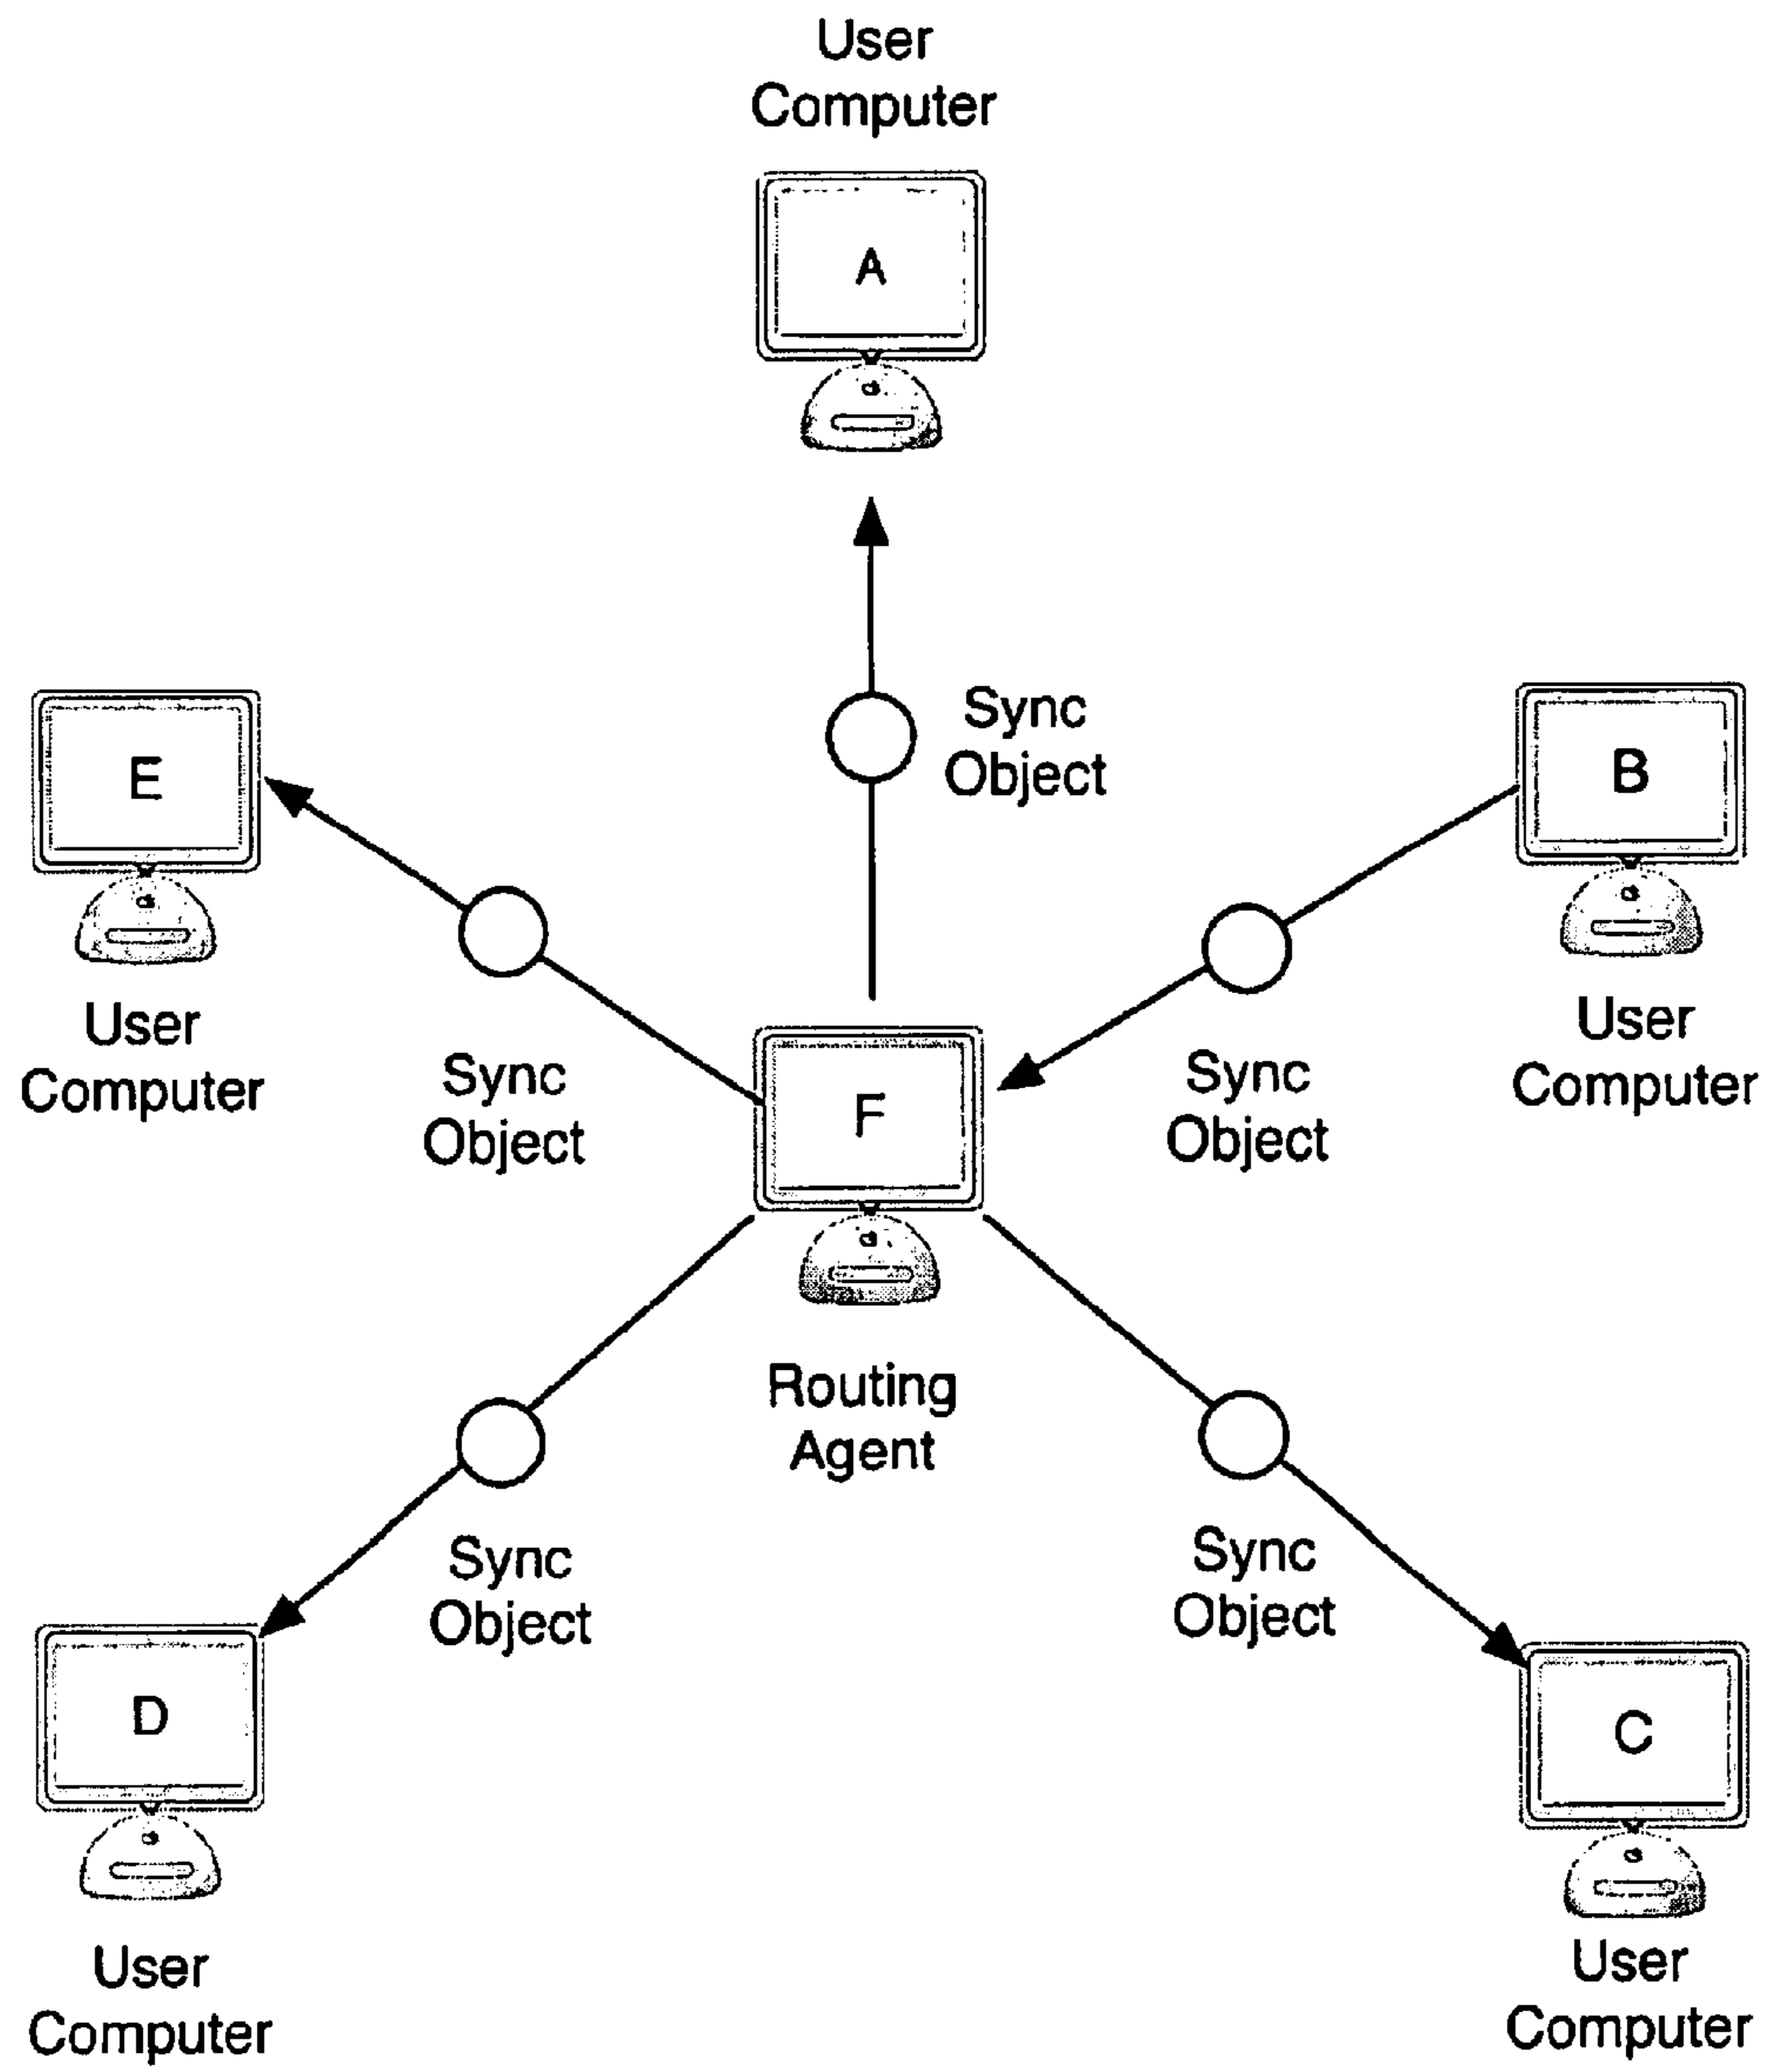 User
Computer
A
Sync
Object
E
B
User
Computer
User
Computer
Sync
Object
Sync
Object
F
Routing
Agent
Sync
Object
Sync
Object
D
C
User
Computer
User
Computer